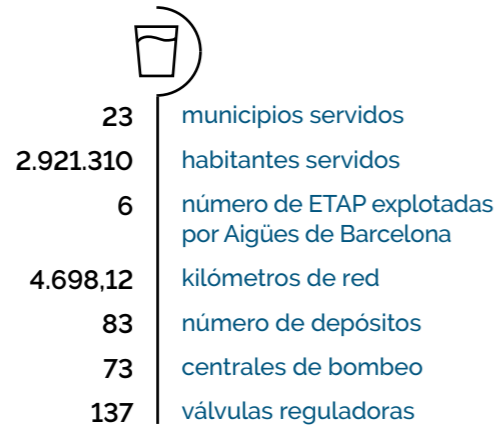 23 municipios servidos
2.921.310 habitantes servidos
6 número de ETAP explotadas
por Aigües de Barcelona
4.698,12 kilómetros de red
83 número de depósitos
73 centrales de bombeo
137 válvulas reguladoras